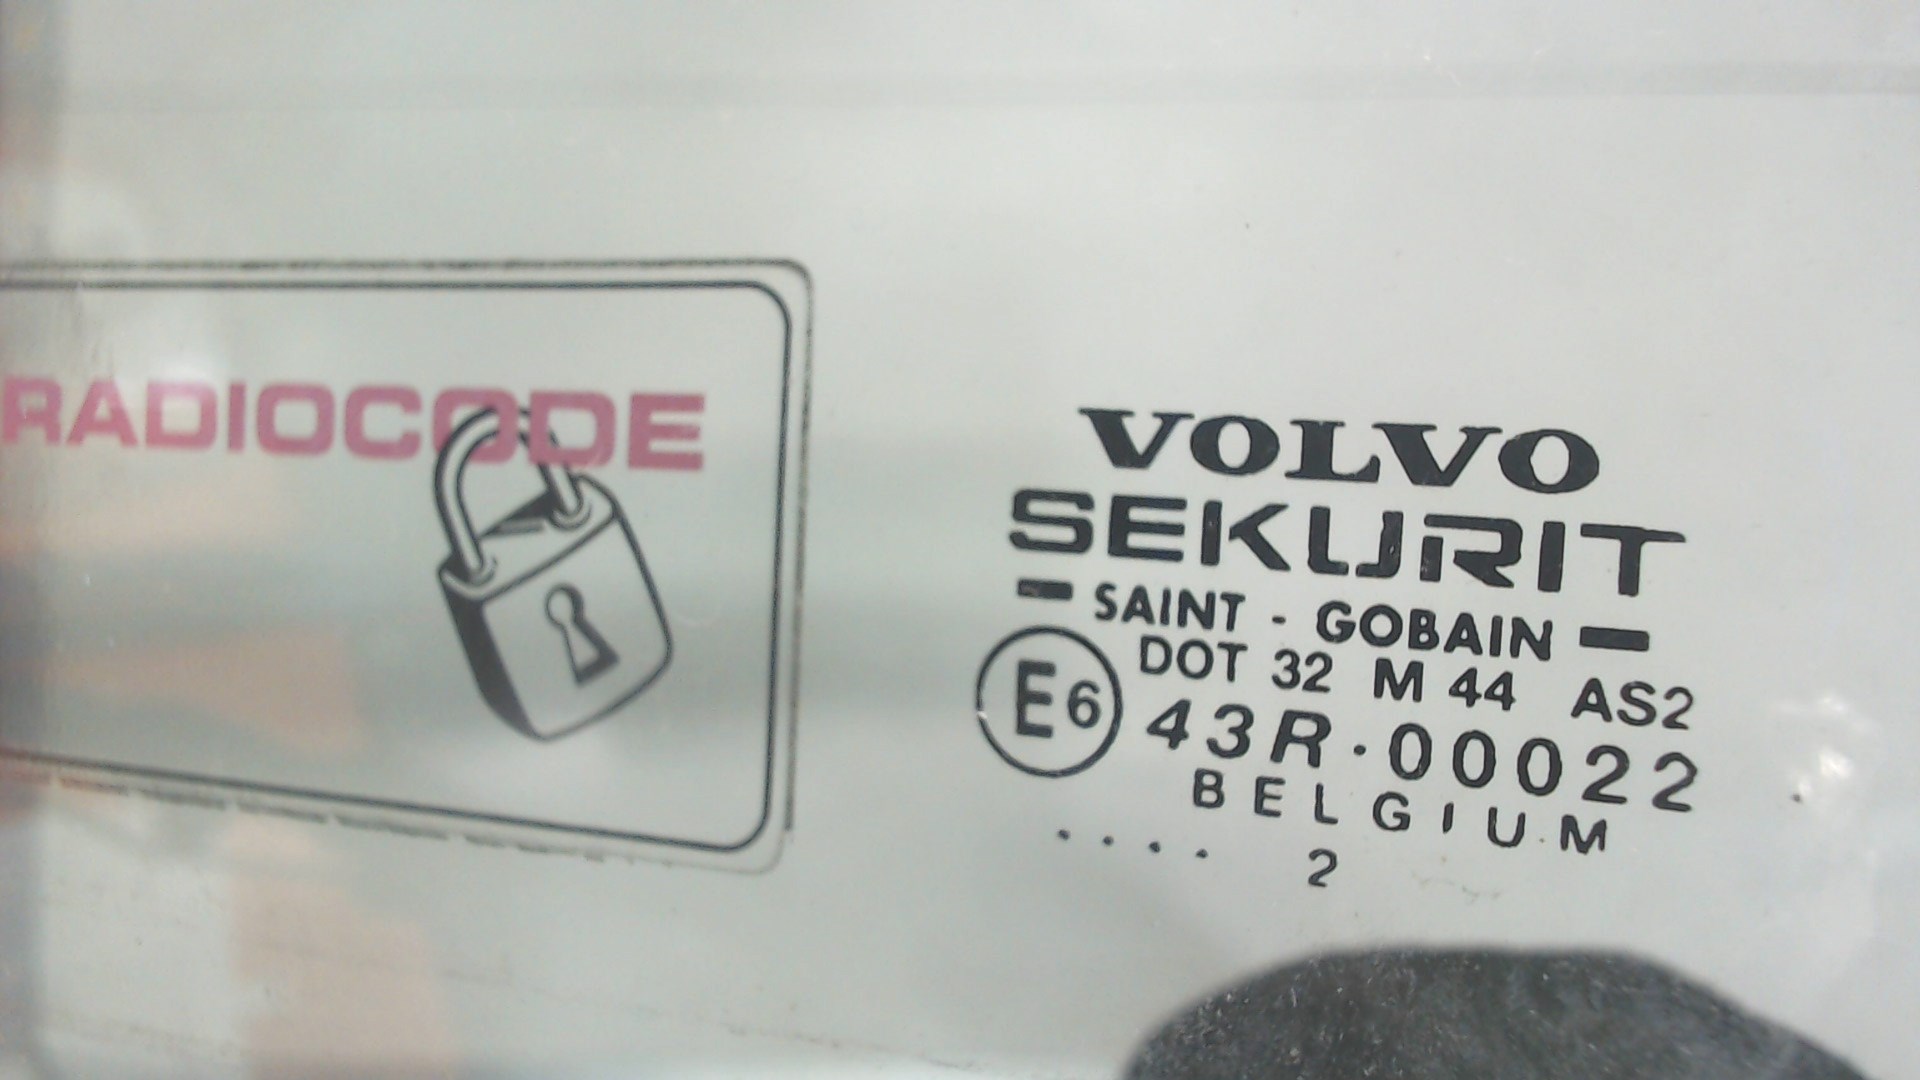 RADIOCODE
VOLVO
SEKURIT
SAINT - GOBAIN
DOT 32 M 44 AS2
E6 43R·00022
BELGIUM
.... 2